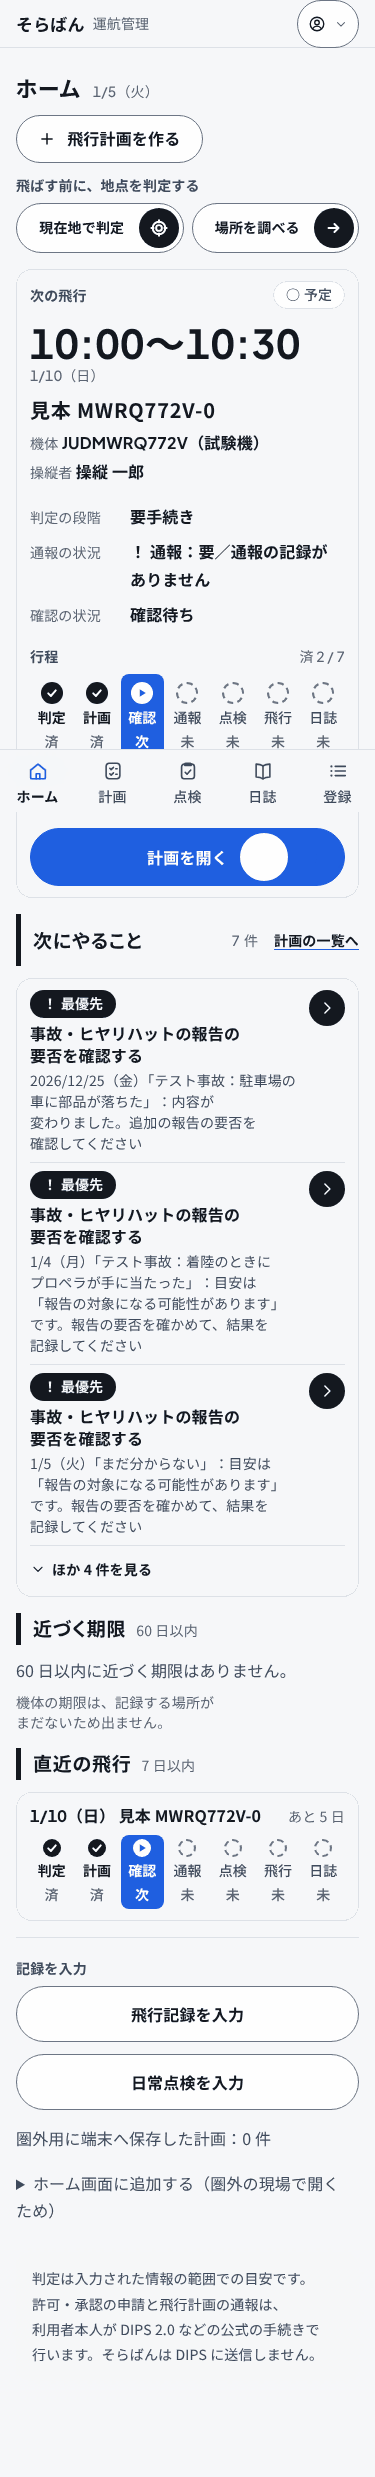 そらばん 運航管理
ホーム 1/5（火）
＋ 飛行計画を作る
飛ばす前に、地点を判定する
現在地で判定
場所を調べる
次の飛行
予定
10:00〜10:30
1/10（日）
見本 MWRQ772V-0
機体 JUDMWRQ772V（試験機）
操縦者 操縦 一郎
判定の段階 要手続き
通報の状況 ！ 通報：要／通報の記録が
ありません
確認の状況 確認待ち
行程 済 2 / 7
判定 計画 確認 通報 点検 飛行 日誌
済 済 次 未 未 未 未
ホーム 計画 点検 日誌 登録
計画を開く
次にやること 7 件 計画の一覧へ
！ 最優先
事故・ヒヤリハットの報告の
要否を確認する
2026/12/25（金）「テスト事故：駐車場の
車に部品が落ちた」：内容が
変わりました。追加の報告の要否を
確認してください
！ 最優先
事故・ヒヤリハットの報告の
要否を確認する
1/4（月）「テスト事故：着陸のときに
プロペラが手に当たった」：目安は
「報告の対象になる可能性があります」
です。報告の要否を確かめて、結果を
記録してください
！ 最優先
事故・ヒヤリハットの報告の
要否を確認する
1/5（火）「まだ分からない」：目安は
「報告の対象になる可能性があります」
です。報告の要否を確かめて、結果を
記録してください
ほか 4 件を見る
近づく期限 60 日以内
60 日以内に近づく期限はありません。
機体の期限は、記録する場所が
まだないため出ません。
直近の飛行 7 日以内
1/10（日） 見本 MWRQ772V-0 あと 5 日
判定 計画 確認 通報 点検 飛行 日誌
済 済 次 未 未 未 未
記録を入力
飛行記録を入力
日常点検を入力
圏外用に端末へ保存した計画：0 件
▶ ホーム画面に追加する（圏外の現場で開く
ため）
判定は入力された情報の範囲での目安です。
許可・承認の申請と飛行計画の通報は、
利用者本人が DIPS 2.0 などの公式の手続きで
行います。そらばんは DIPS に送信しません。